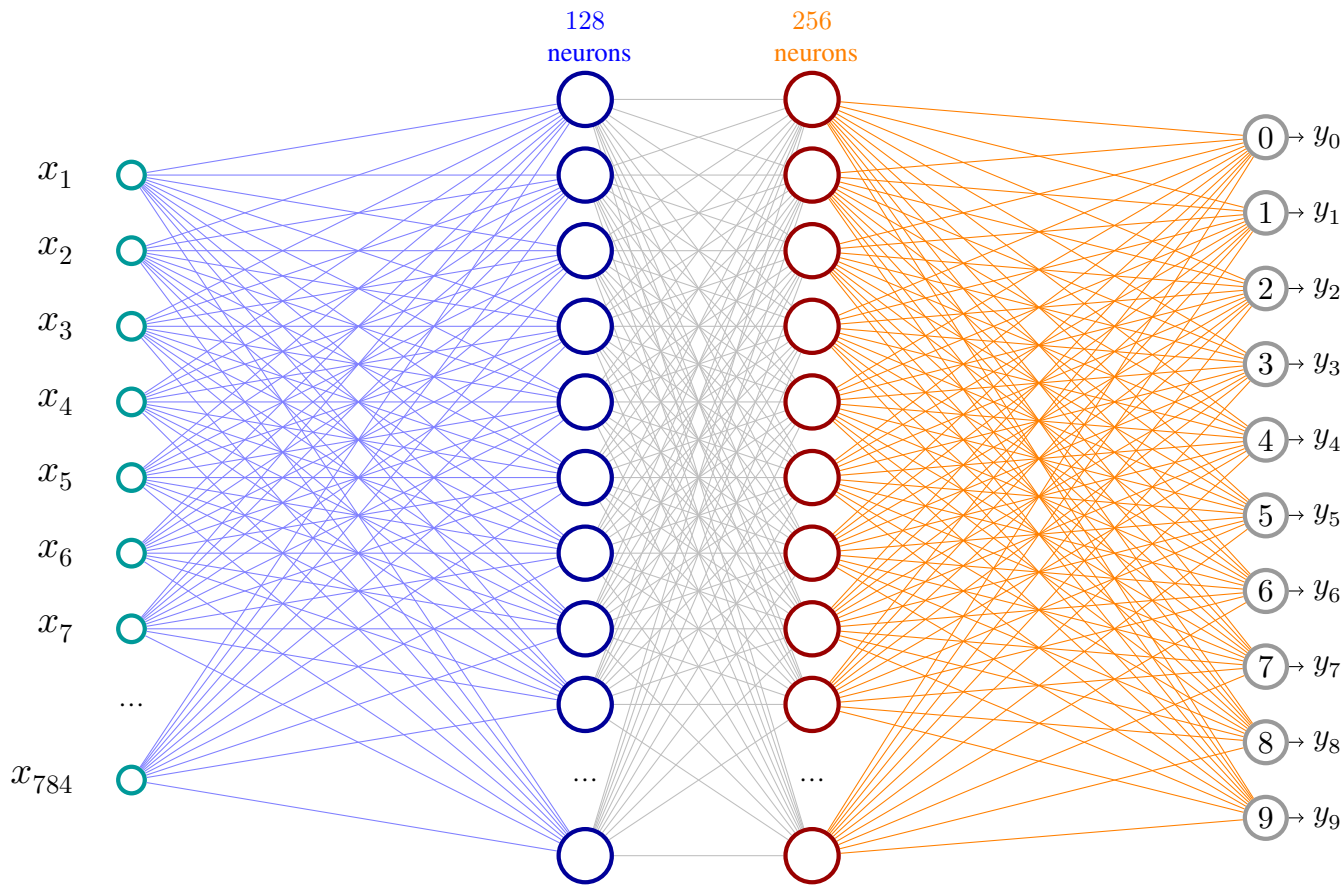 128
neurons
256
neurons
x₁
x₂
x₃
x₄
x₅
x₆
x₇
...
x₇₈₄
...
...
0 → y₀
1 → y₁
2 → y₂
3 → y₃
4 → y₄
5 → y₅
6 → y₆
7 → y₇
8 → y₈
9 → y₉